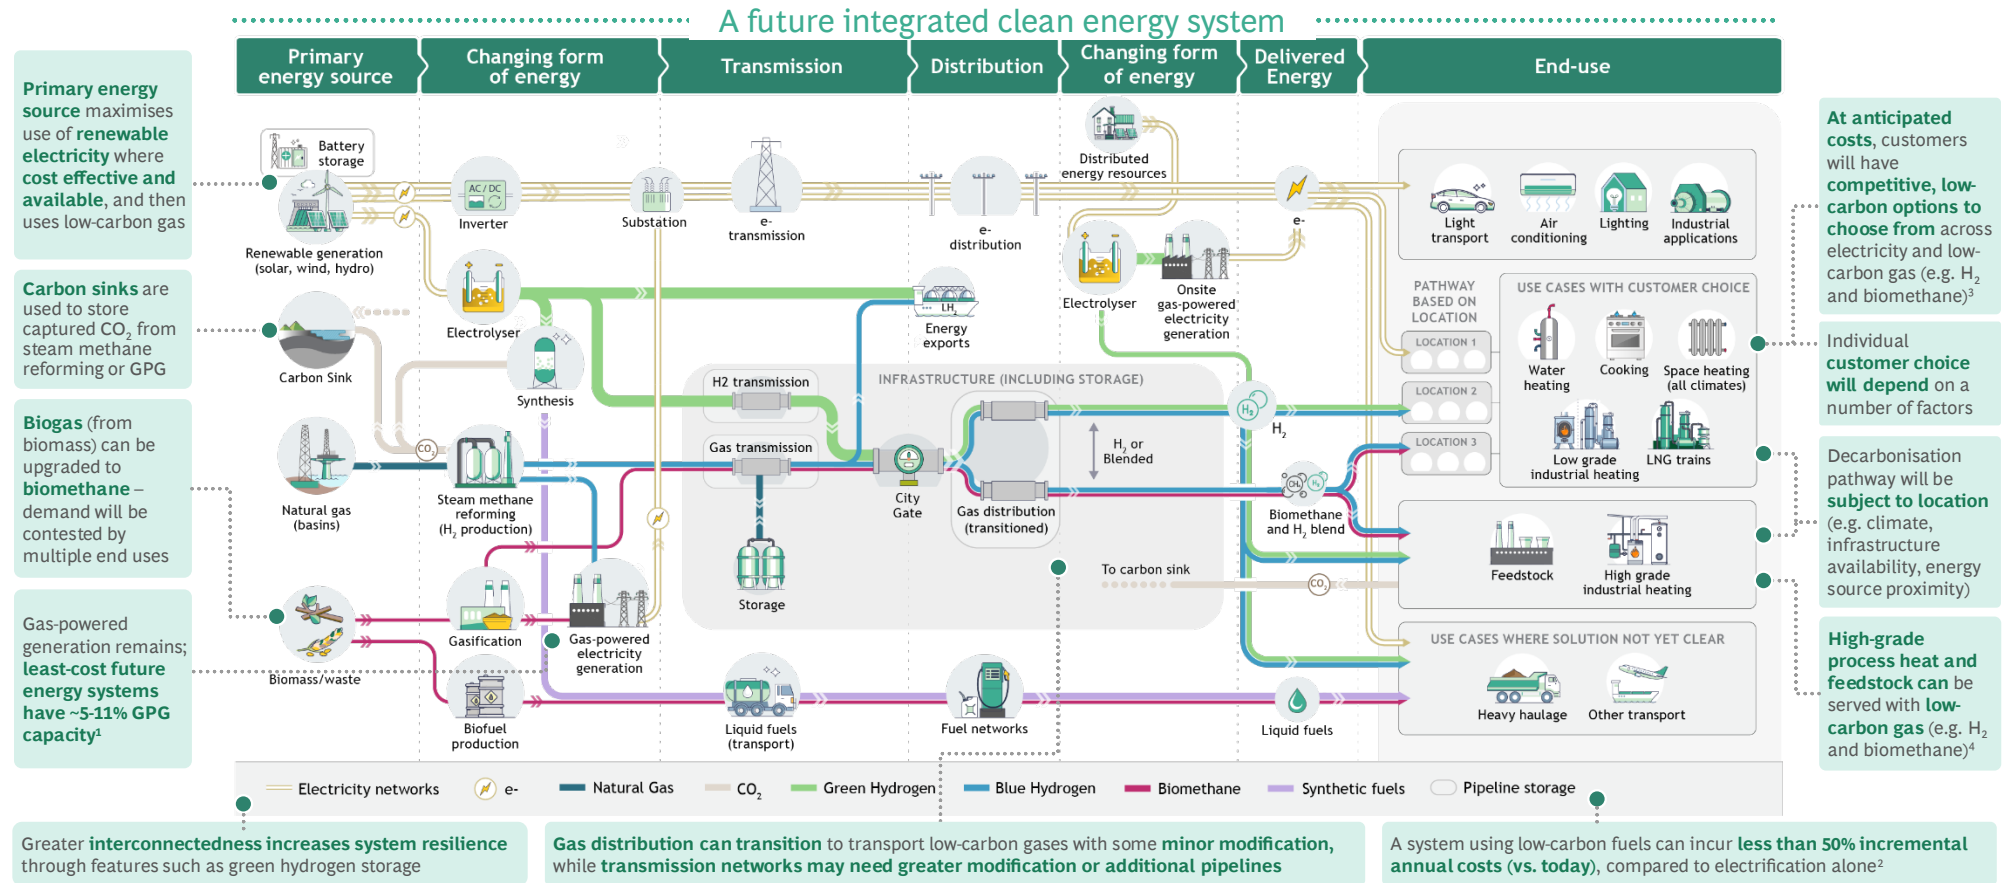 A future integrated clean energy system
Primary
energy source
Changing form
of energy
Transmission
Distribution
Changing form
of energy
Delivered
Energy
End-use
Primary energy
source maximises
use of renewable
electricity where
cost effective and
available, and then
uses low-carbon gas
Carbon sinks are
used to store
captured CO₂ from
steam methane
reforming or GPG
Biogas (from
biomass) can be
upgraded to
biomethane –
demand will be
contested by
multiple end uses
Gas-powered
generation remains;
least-cost future
energy systems
have ~5-11% GPG
capacity¹
Battery
storage
Renewable generation
(solar, wind, hydro)
Carbon Sink
Natural gas
(basins)
Biomass/waste
AC / DC
Inverter
Electrolyser
Synthesis
CO₂
Steam methane
reforming
(H₂ production)
Gasification
Gas-powered
electricity
generation
Biofuel
production
Substation
e-
transmission
e-
distribution
LH₂
Energy
exports
INFRASTRUCTURE (INCLUDING STORAGE)
H2 transmission
Gas transmission
Storage
City
Gate
Gas distribution
(transitioned)
H₂ or
Blended
Liquid fuels
(transport)
Fuel networks
Distributed
energy resources
Electrolyser
Onsite
gas-powered
electricity
generation
To carbon sink
CO₂
e-
H₂
H₂
CH₄
H₂
Biomethane
and H₂ blend
Liquid fuels
Light
transport
Air
conditioning
Lighting
Industrial
applications
PATHWAY
BASED ON
LOCATION
LOCATION 1
LOCATION 2
LOCATION 3
USE CASES WITH CUSTOMER CHOICE
Water
heating
Cooking
Space heating
(all climates)
Low grade
industrial heating
LNG trains
Feedstock
High grade
industrial heating
USE CASES WHERE SOLUTION NOT YET CLEAR
Heavy haulage
Other transport
At anticipated
costs, customers
will have
competitive, low-
carbon options to
choose from across
electricity and low-
carbon gas (e.g. H₂
and biomethane)³
Individual
customer choice
will depend on a
number of factors
Decarbonisation
pathway will be
subject to location
(e.g. climate,
infrastructure
availability, energy
source proximity)
High-grade
process heat and
feedstock can be
served with low-
carbon gas (e.g. H₂
and biomethane)⁴
Electricity networks
e-
Natural Gas
CO₂
Green Hydrogen
Blue Hydrogen
Biomethane
Synthetic fuels
Pipeline storage
Greater interconnectedness increases system resilience
through features such as green hydrogen storage
Gas distribution can transition to transport low-carbon gases with some minor modification,
while transmission networks may need greater modification or additional pipelines
A system using low-carbon fuels can incur less than 50% incremental
annual costs (vs. today), compared to electrification alone²